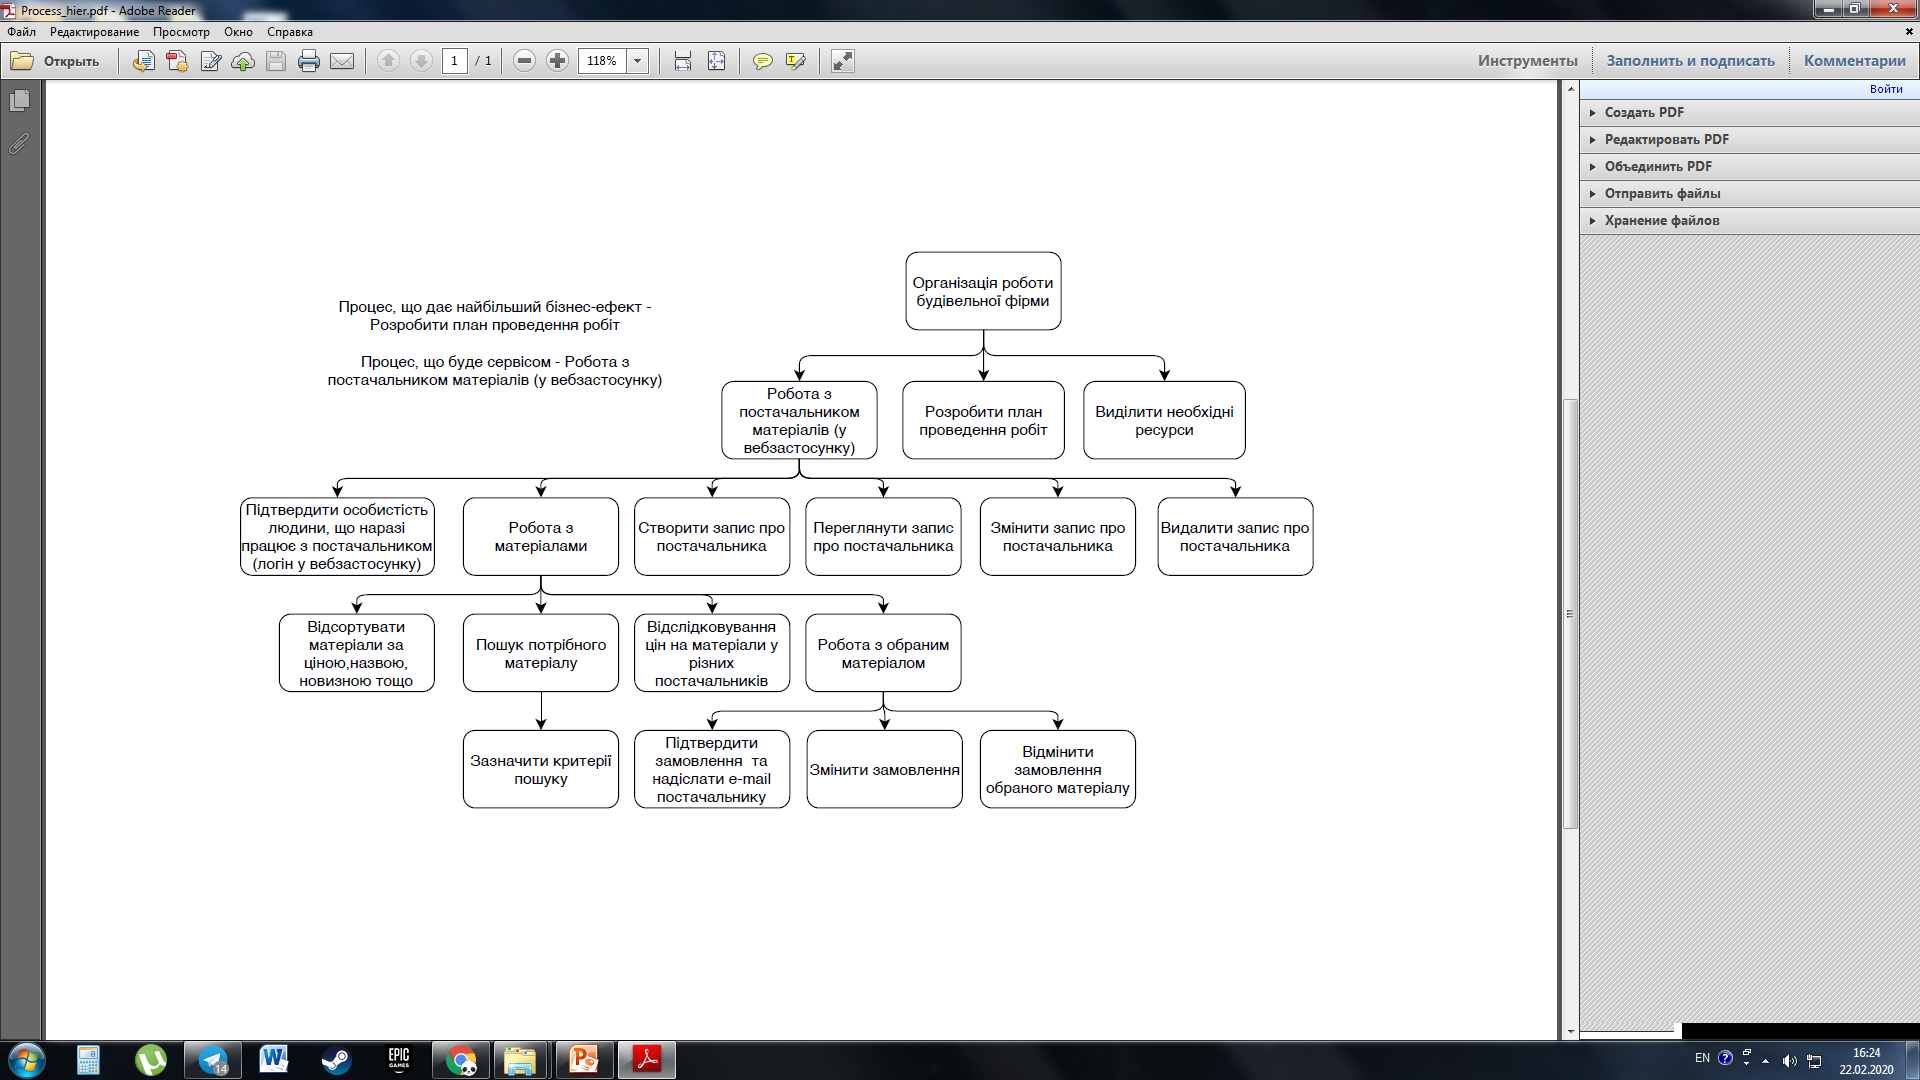 Process_hier.pdf - Adobe Reader
Файл Редактирование Просмотр Окно Справка
Открыть
1 / 1
118%
Инструменты Заполнить и подписать Комментарии
Войти
Создать PDF
Редактировать PDF
Объединить PDF
Отправить файлы
Хранение файлов
Організація роботи
будівельної фірми
Процес, що дає найбільший бізнес-ефект -
Розробити план проведення робіт
Процес, що буде сервісом - Робота з
постачальником матеріалів (у вебзастосунку)
Робота з
постачальником
матеріалів (у
вебзастосунку)
Розробити план
проведення робіт
Виділити необхідні
ресурси
Підтвердити особистість
людини, що наразі
працює з постачальником
(логін у вебзастосунку)
Робота з
матеріалами
Створити запис про
постачальника
Переглянути запис
про постачальника
Змінити запис про
постачальника
Видалити запис про
постачальника
Відсортувати
матеріали за
ціною,назвою,
новизною тощо
Пошук потрібного
матеріалу
Відслідковування
цін на матеріали у
різних
постачальників
Робота з обраним
матеріалом
Зазначити критерії
пошуку
Підтвердити
замовлення та
надіслати e-mail
постачальнику
Змінити замовлення
Відмінити
замовлення
обраного матеріалу
14
EPIC
GAMES
EN
16:24
22.02.2020